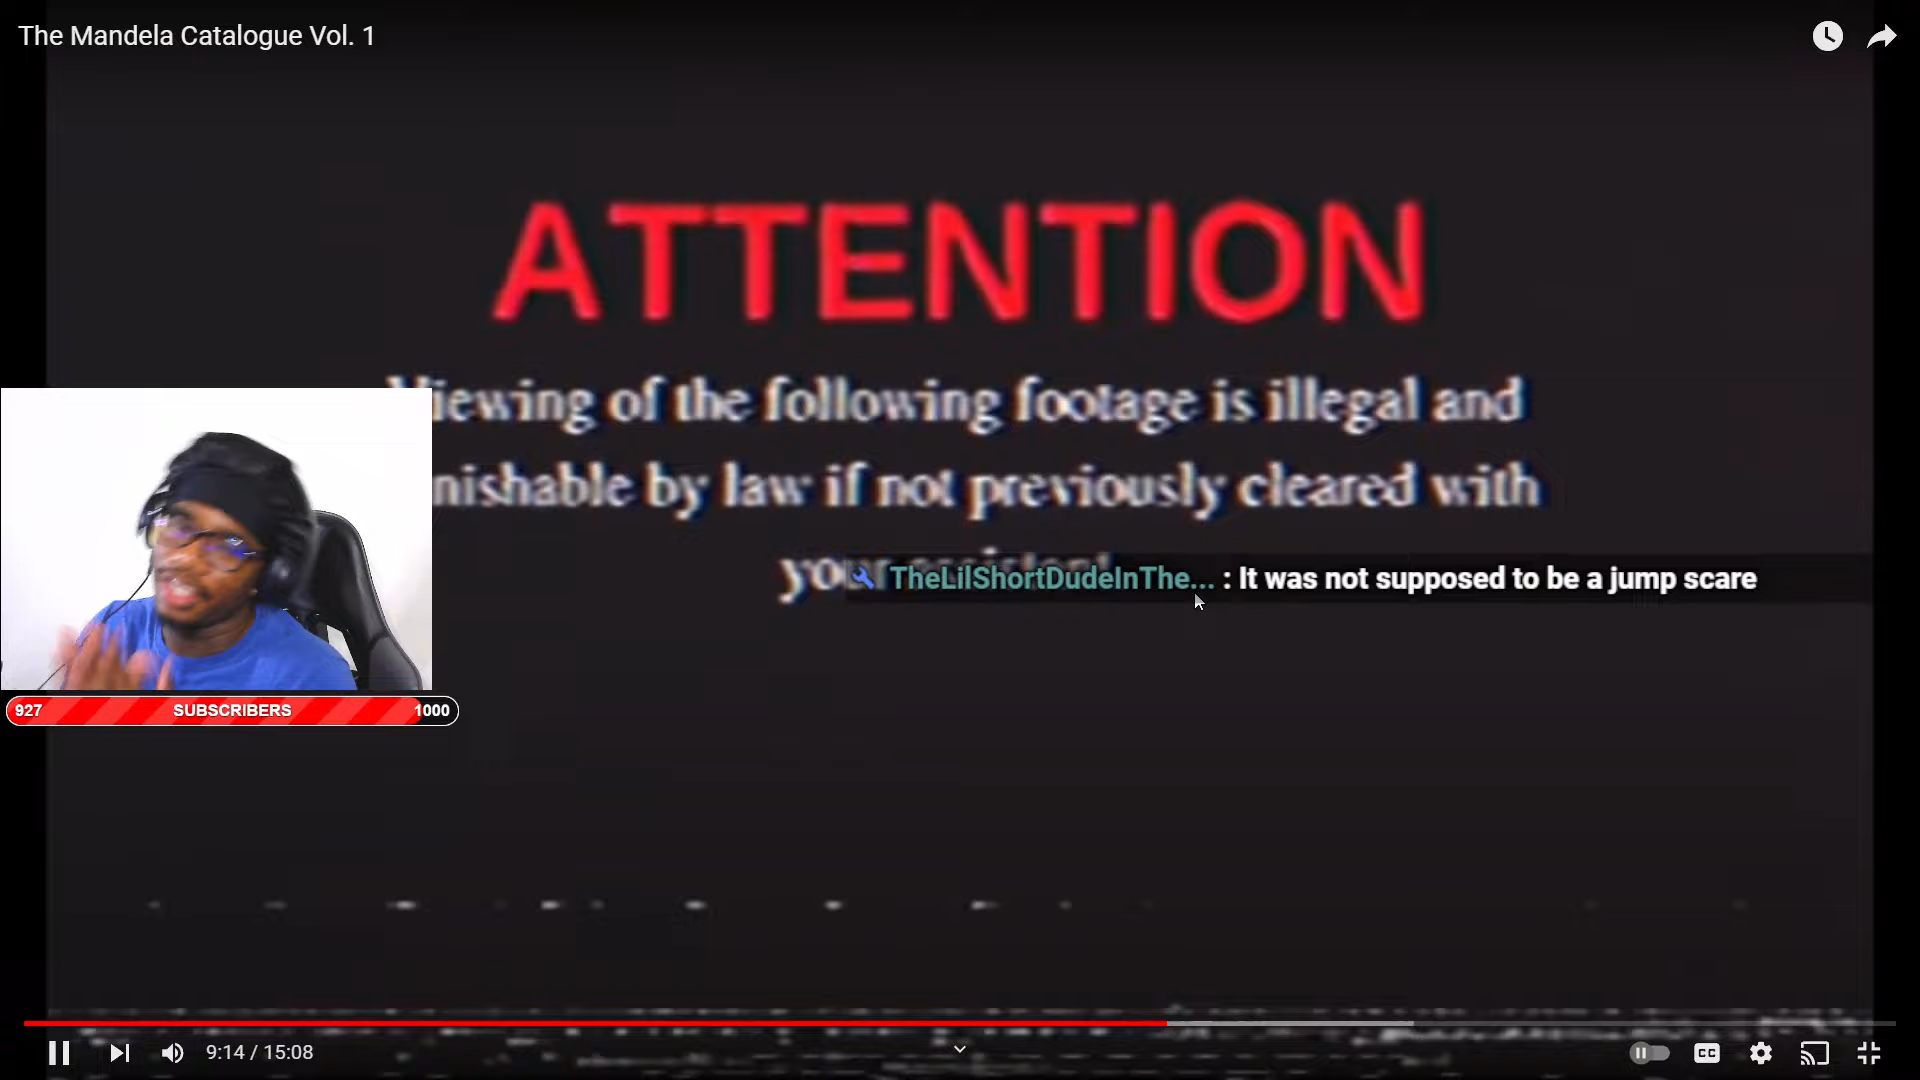 The Mandela Catalogue Vol. 1
ATTENTION
iewing of the following footage is illegal and
nishable by law if not previously cleared with
TheLilShortDudeInThe... : It was not supposed to be a jump scare
927 SUBSCRIBERS 1000
9:14 / 15:08
CC